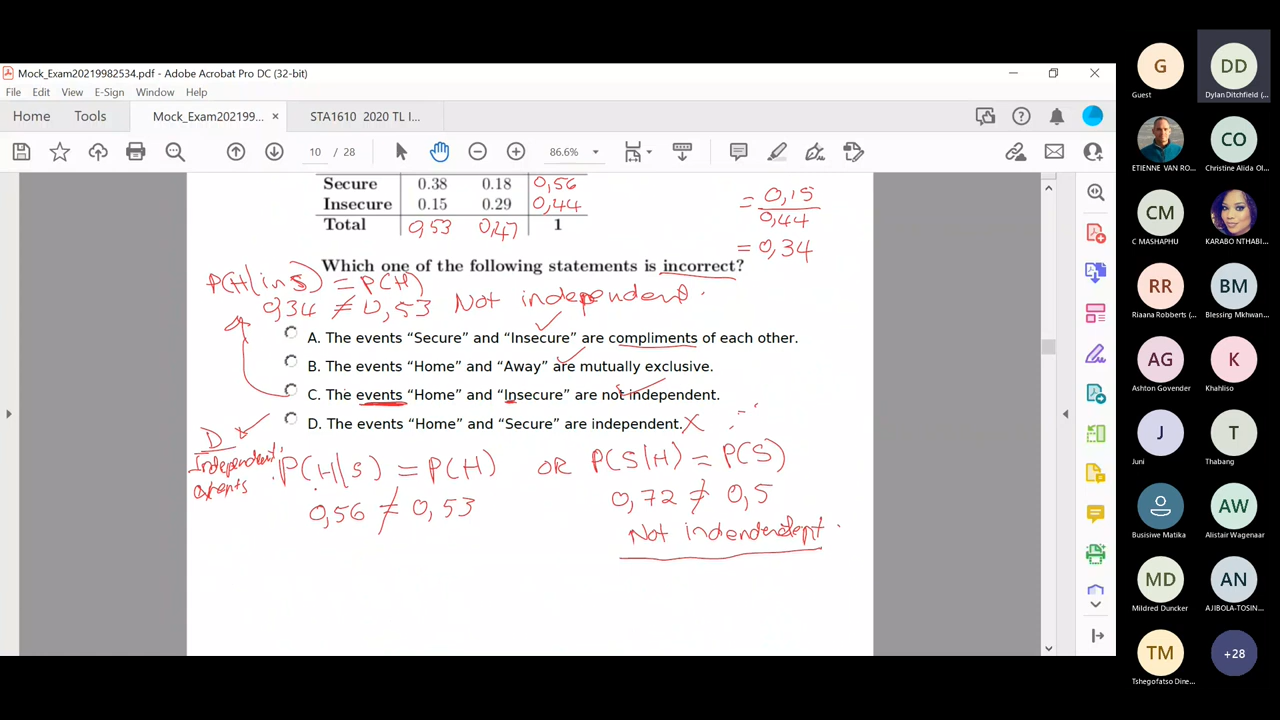 Mock_Exam20219982534.pdf - Adobe Acrobat Pro DC (32-bit)
File Edit View E-Sign Window Help
Home Tools Mock_Exam202199... × STA1610 2020 TL I...
10 / 28 86.6%
Secure 0.38 0.18 0,56
Insecure 0.15 0.29 0,44
Total 0,53 0,47 1
= 0,15
0,44
= 0,34
Which one of the following statements is incorrect?
P(H|inS) = P(H)
0,34 ≠ 0,53 Not independent.
A. The events “Secure” and “Insecure” are compliments of each other.
B. The events “Home” and “Away” are mutually exclusive.
C. The events “Home” and “Insecure” are not independent.
D. The events “Home” and “Secure” are independent. X
D
Independent
events
P(H|S) = P(H) OR P(S|H) = P(S)
0,56 ≠ 0,53 0,72 ≠ 0,5
Not independent.
G DD
Guest Dylan Ditchfield (...
CO
ETIENNE VAN RO... Christine Alida Ol...
CM
C MASHAPHU KARABO NTHABI...
RR BM
Riaana Robberts (... Blessing Mkhwan...
AG K
Ashton Govender Khahliso
J T
Juni Thabang
AW
Busisiwe Matika Alistair Wagenaar
MD AN
Mildred Duncker AJIBOLA-TOSIN...
TM +28
Tshegofatso Dine...